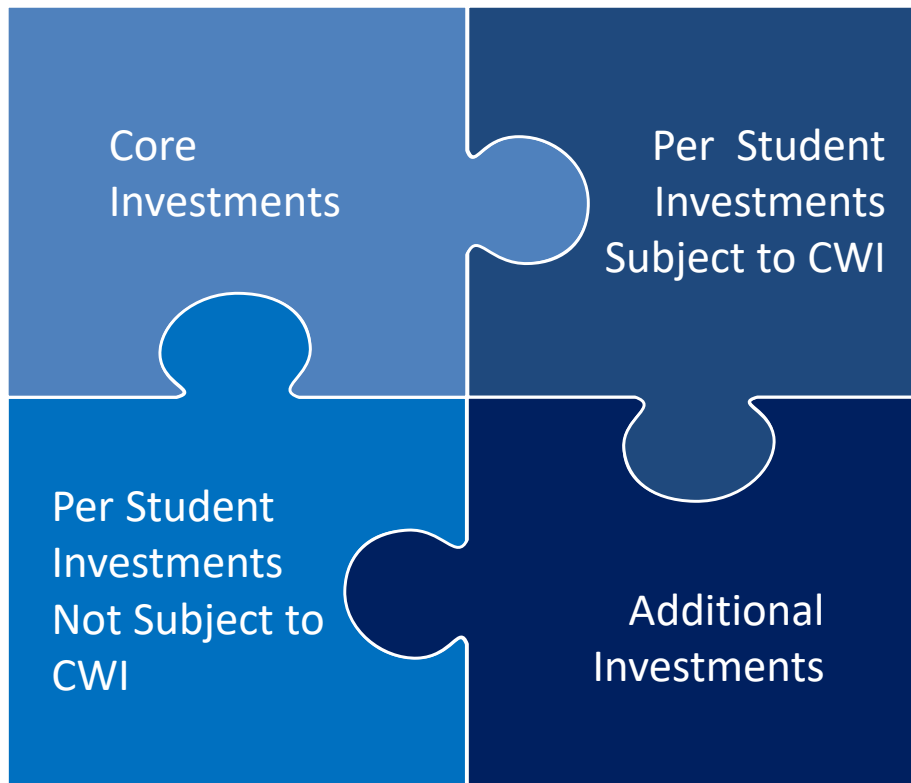 Core
Investments
Per Student
Investments
Subject to CWI
Per Student
Investments
Not Subject to
CWI
Additional
Investments